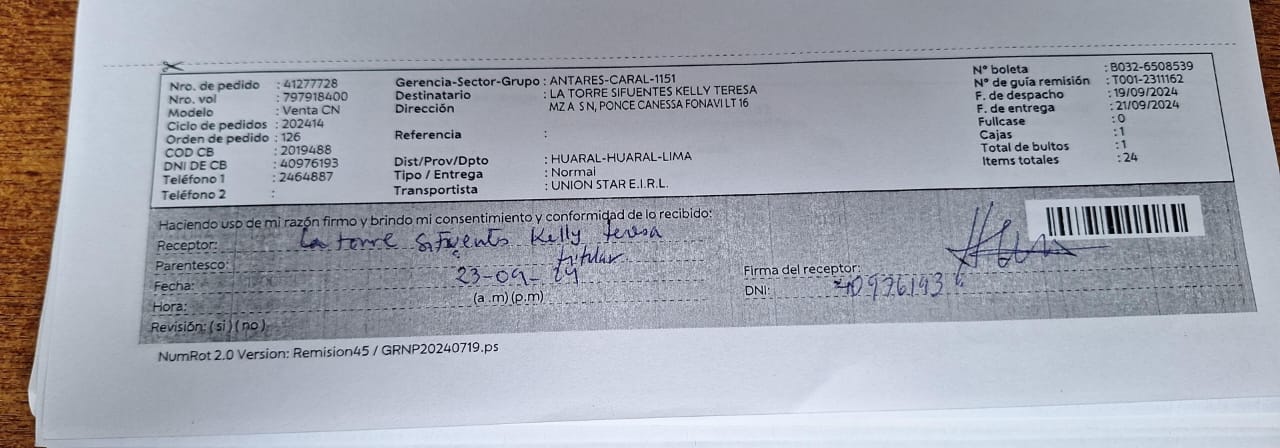 Nro. de pedido : 41277728
Nro. vol : 797918400
Modelo : Venta CN
Ciclo de pedidos : 202414
Orden de pedido : 126
COD CB : 2019488
DNI DE CB : 40976193
Teléfono 1 : 2464887
Teléfono 2 :
Gerencia-Sector-Grupo : ANTARES-CARAL-1151
Destinatario : LA TORRE SIFUENTES KELLY TERESA
Dirección MZ A S N, PONCE CANESSA FONAVI LT 16
Referencia :
Dist/Prov/Dpto : HUARAL-HUARAL-LIMA
Tipo / Entrega : Normal
Transportista : UNION STAR E.I.R.L.
N° boleta : B032-6508539
N° de guía remisión : T001-2311162
F. de despacho : 19/09/2024
F. de entrega : 21/09/2024
Fullcase : 0
Cajas : 1
Total de bultos : 1
Items totales : 24
Haciendo uso de mi razón firmo y brindo mi consentimiento y conformidad de lo recibido:
Receptor: La torre Sifuents Kelly teresa
Parentesco: titular
Fecha: 23-09-24
Hora: (a .m) (p.m)
Revisión: ( si ) ( no )
Firma del receptor:
DNI: 40976193
NumRot 2.0 Version: Remision45 / GRNP20240719.ps